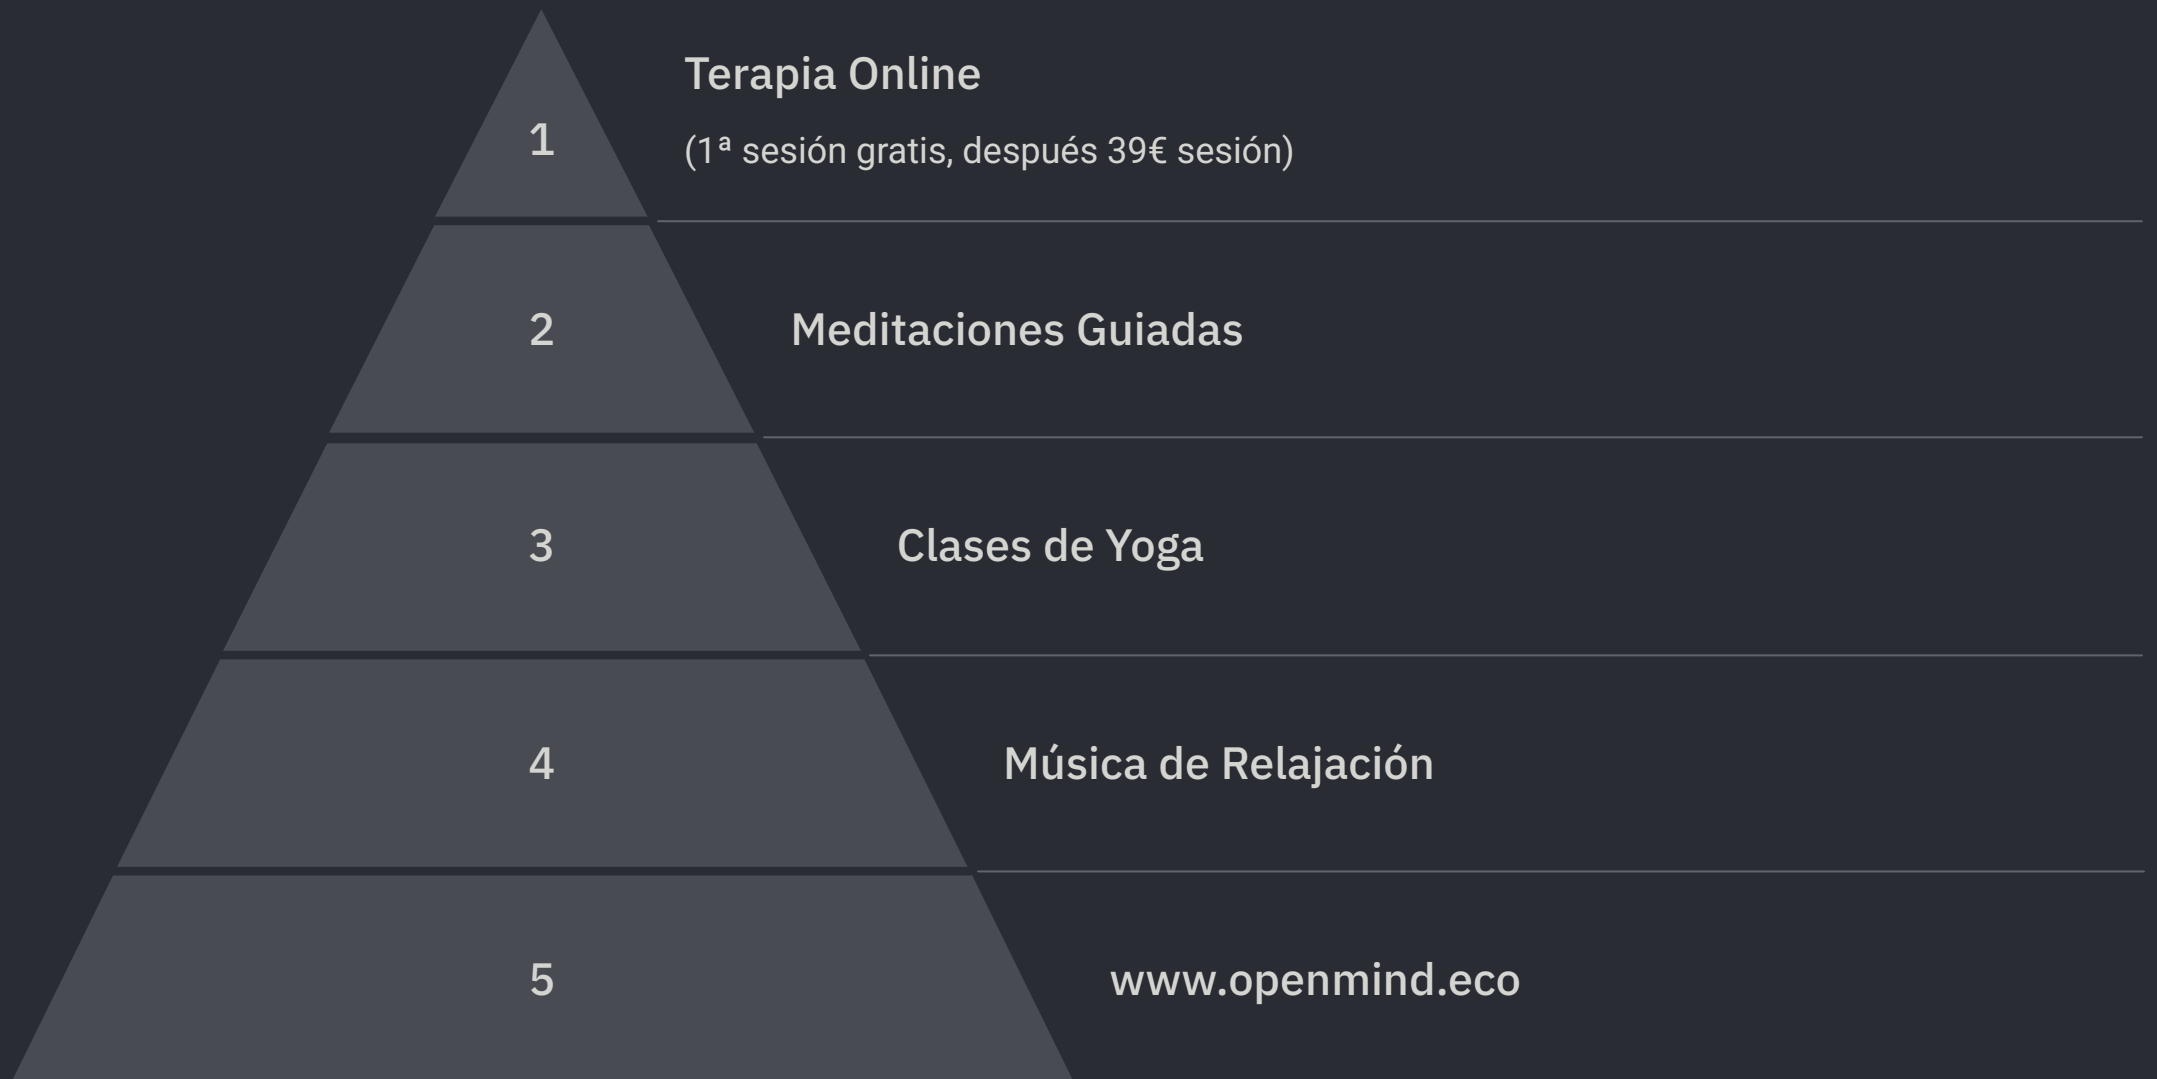 Terapia Online
1
(1ª sesión gratis, después 39€ sesión)
2
Meditaciones Guiadas
3
Clases de Yoga
4
Música de Relajación
5
www.openmind.eco